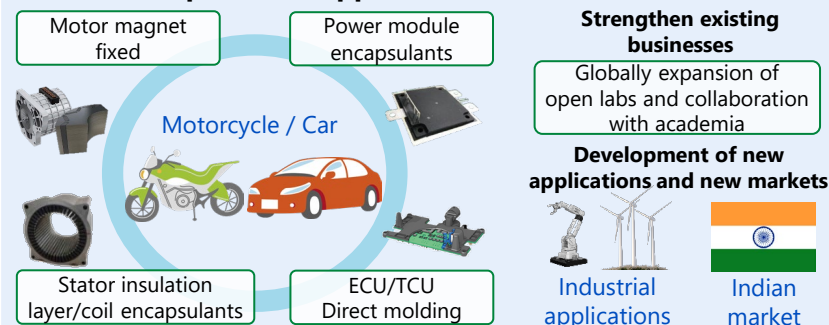 Motor magnet
fixed
Power module
encapsulants
Motorcycle / Car
Stator insulation
layer/coil encapsulants
ECU/TCU
Direct molding
Strengthen existing
businesses
Globally expansion of
open labs and collaboration
with academia
Development of new
applications and new markets
Industrial
applications
Indian
market